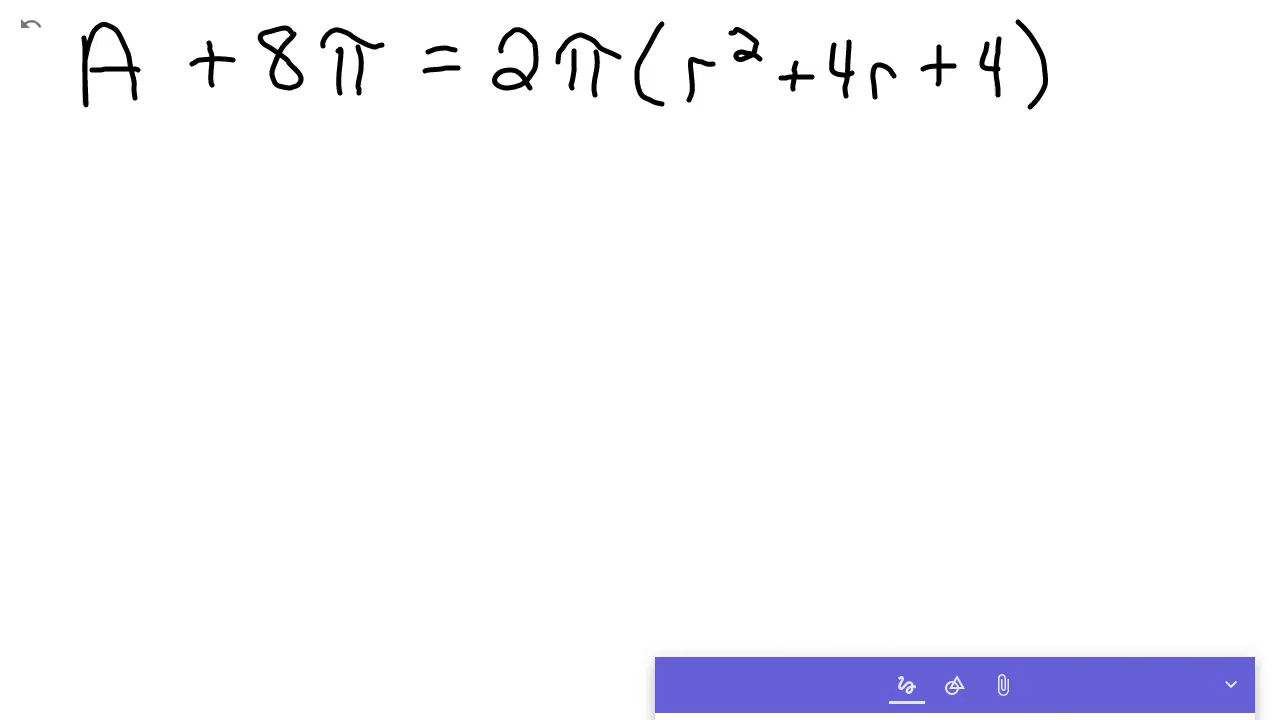 A + 8π = 2π(r² + 4r + 4)